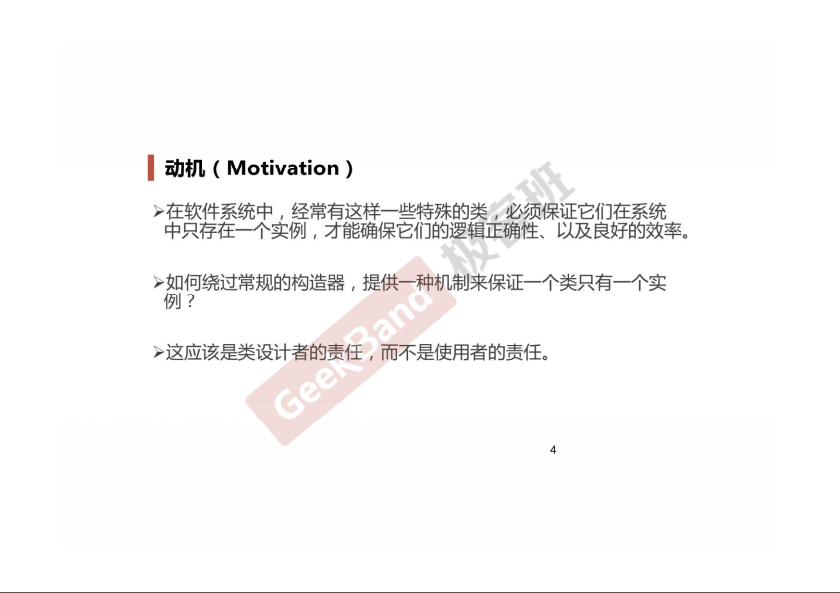 动机（Motivation）
➢在软件系统中，经常有这样一些特殊的类，必须保证它们在系统
中只存在一个实例，才能确保它们的逻辑正确性、以及良好的效率。
➢如何绕过常规的构造器，提供一种机制来保证一个类只有一个实
例？
➢这应该是类设计者的责任，而不是使用者的责任。
GeekBand 极客班
4